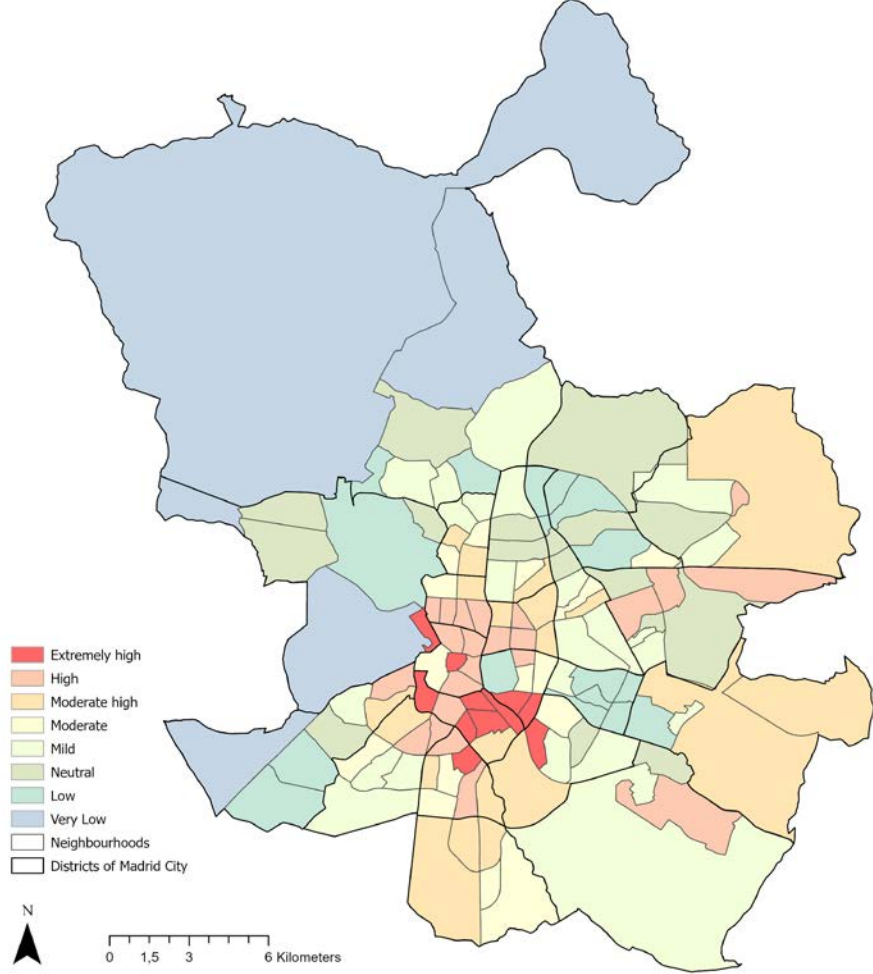 Extremely high
High
Moderate high
Moderate
Mild
Neutral
Low
Very Low
Neighbourhoods
Districts of Madrid City
N
0 1,5 3 6 Kilometers